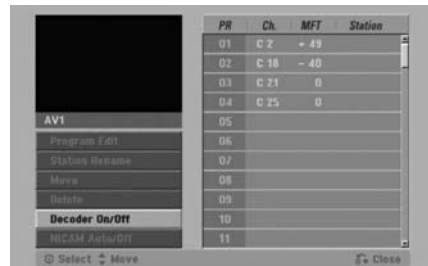 PR Ch. MFT Station
01 C 2 + 49
02 C 18 - 40
03 C 21 0
04 C 25 0
05
06
07
08
09
10
11
AV1
Program Edit
Station Rename
Move
Delete
Decoder On/Off
NICAM Auto/Off
Select Move
Close